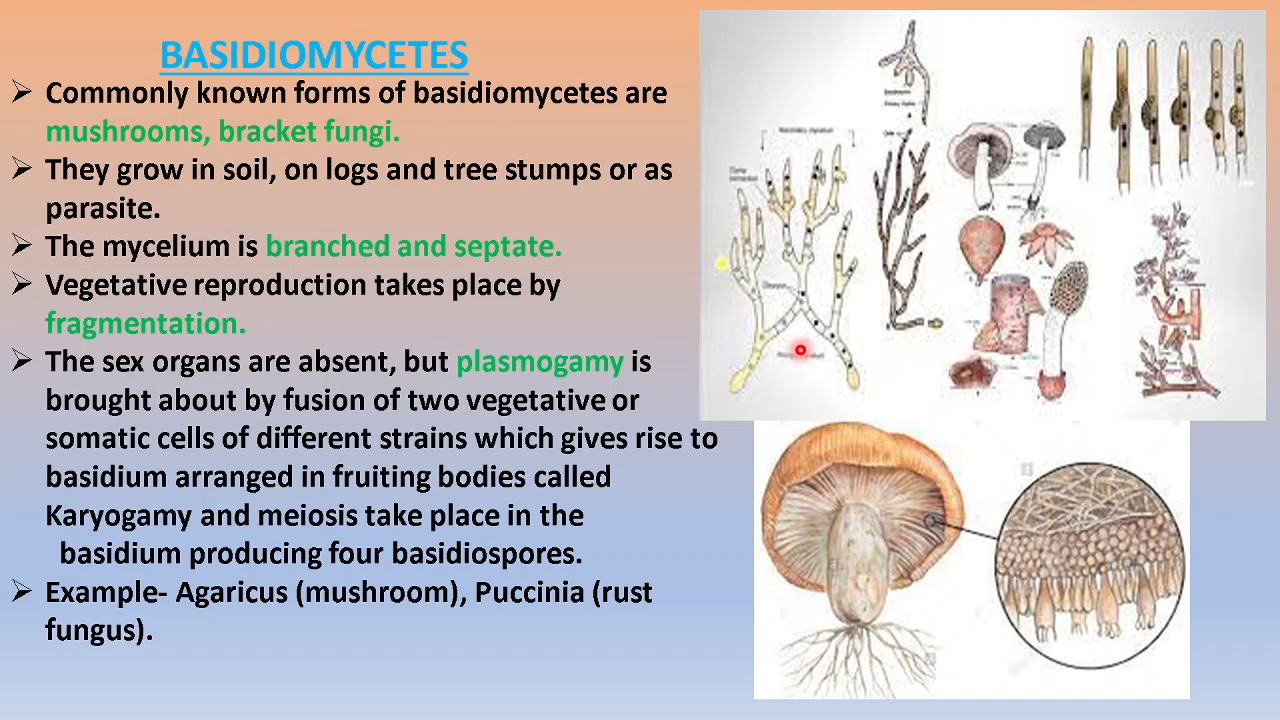 BASIDIOMYCETES
➢ Commonly known forms of basidiomycetes are
mushrooms, bracket fungi.
➢ They grow in soil, on logs and tree stumps or as
parasite.
➢ The mycelium is branched and septate.
➢ Vegetative reproduction takes place by
fragmentation.
➢ The sex organs are absent, but plasmogamy is
brought about by fusion of two vegetative or
somatic cells of different strains which gives rise to
basidium arranged in fruiting bodies called
Karyogamy and meiosis take place in the
basidium producing four basidiospores.
➢ Example- Agaricus (mushroom), Puccinia (rust
fungus).